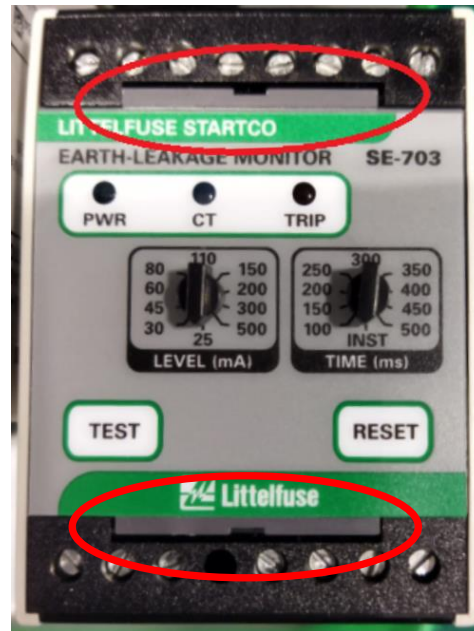 LITTELFUSE STARTCO
EARTH-LEAKAGE MONITOR SE-703
PWR CT TRIP
110
80 150
60 200
45 300
30 500
25
LEVEL (mA)
300
250 350
200 400
150 450
100 500
INST
TIME (ms)
TEST RESET
Littelfuse